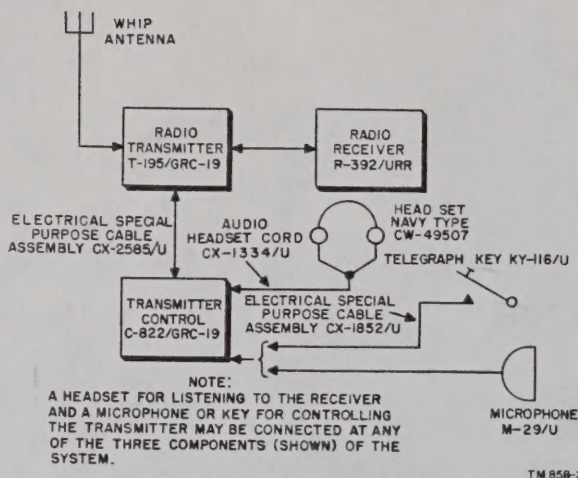 WHIP
ANTENNA
RADIO
TRANSMITTER
T-195/GRC-19
RADIO
RECEIVER
R-392/URR
ELECTRICAL SPECIAL
PURPOSE CABLE
ASSEMBLY CX-2585/U
AUDIO
HEADSET CORD
CX-1334/U
HEAD SET
NAVY TYPE
CW-49507
TELEGRAPH KEY KY-116/U
TRANSMITTER
CONTROL
C-822/GRC-19
ELECTRICAL SPECIAL
PURPOSE CABLE
ASSEMBLY CX-1852/U
MICROPHONE
M-29/U
NOTE:
A HEADSET FOR LISTENING TO THE RECEIVER
AND A MICROPHONE OR KEY FOR CONTROLLING
THE TRANSMITTER MAY BE CONNECTED AT ANY
OF THE THREE COMPONENTS (SHOWN) OF THE
SYSTEM.
TM 858-